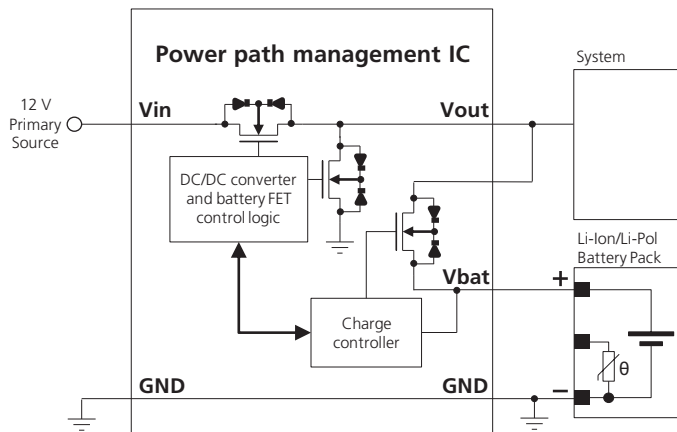 Power path management IC
System
12 V
Primary
Source
Vin
Vout
DC/DC converter
and battery FET
control logic
Li-Ion/Li-Pol
Battery Pack
Vbat
+
Charge
controller
θ
GND
GND
−